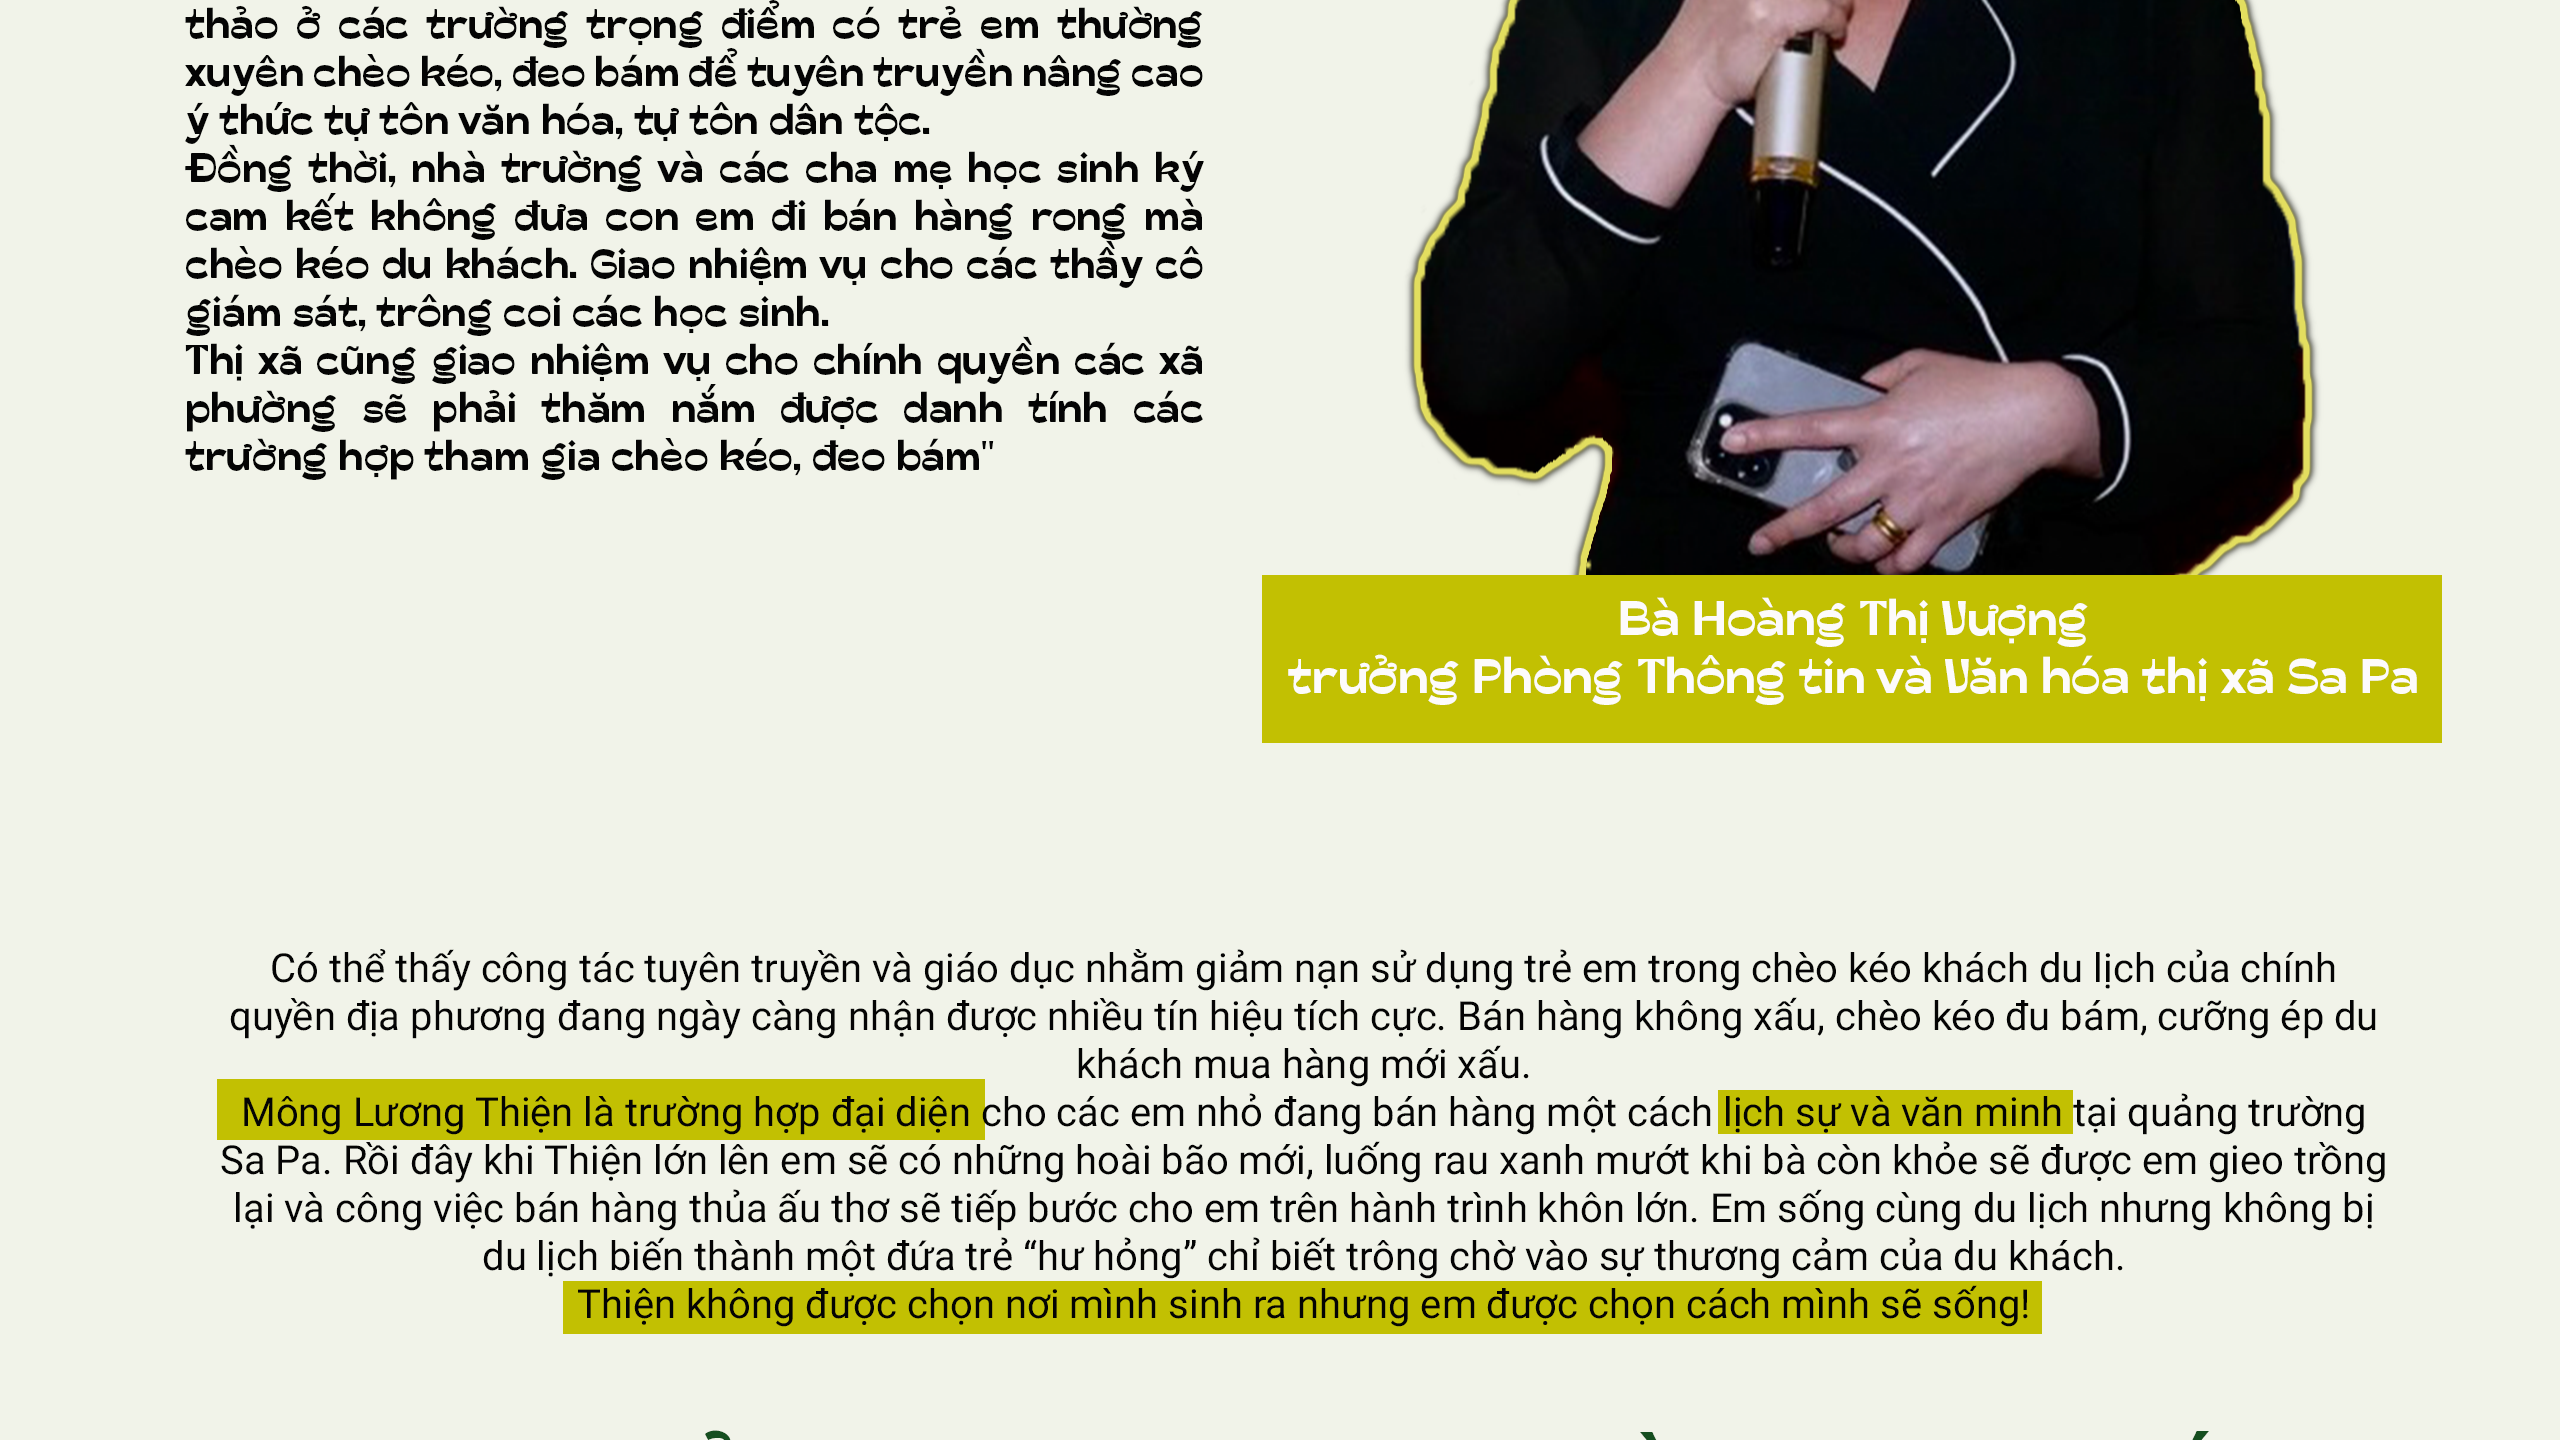 thảo ở các trường trọng điểm có trẻ em thường
xuyên chèo kéo, đeo bám để tuyên truyền nâng cao
ý thức tự tôn văn hóa, tự tôn dân tộc.
Đồng thời, nhà trường và các cha mẹ học sinh ký
cam kết không đưa con em đi bán hàng rong mà
chèo kéo du khách. Giao nhiệm vụ cho các thầy cô
giám sát, trông coi các học sinh.
Thị xã cũng giao nhiệm vụ cho chính quyền các xã
phường sẽ phải thăm nắm được danh tính các
trường hợp tham gia chèo kéo, đeo bám"
Bà Hoàng Thị Vượng
trưởng Phòng Thông tin và Văn hóa thị xã Sa Pa
Có thể thấy công tác tuyên truyền và giáo dục nhằm giảm nạn sử dụng trẻ em trong chèo kéo khách du lịch của chính
quyền địa phương đang ngày càng nhận được nhiều tín hiệu tích cực. Bán hàng không xấu, chèo kéo đu bám, cưỡng ép du
khách mua hàng mới xấu.
Mông Lương Thiện là trường hợp đại diện cho các em nhỏ đang bán hàng một cách lịch sự và văn minh tại quảng trường
Sa Pa. Rồi đây khi Thiện lớn lên em sẽ có những hoài bão mới, luống rau xanh mướt khi bà còn khỏe sẽ được em gieo trồng
lại và công việc bán hàng thủa ấu thơ sẽ tiếp bước cho em trên hành trình khôn lớn. Em sống cùng du lịch nhưng không bị
du lịch biến thành một đứa trẻ “hư hỏng” chỉ biết trông chờ vào sự thương cảm của du khách.
Thiện không được chọn nơi mình sinh ra nhưng em được chọn cách mình sẽ sống!